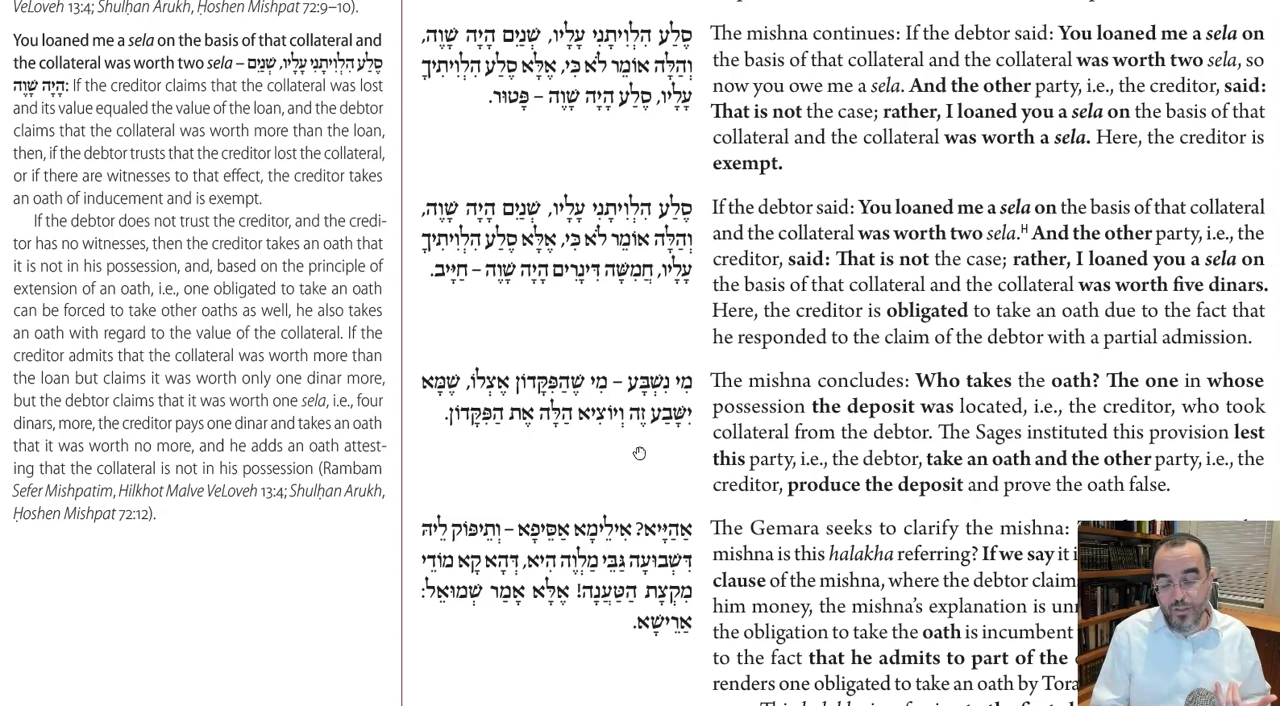 VeLoveh 13:4; Shulḥan Arukh, Ḥoshen Mishpat 72:9–10).
You loaned me a sela on the basis of that collateral and
the collateral was worth two sela – סֶלַע הִלְוִיתַנִי עָלָיו, שְׁנַיִם
הָיָה שָׁוֶה: If the creditor claims that the collateral was lost
and its value equaled the value of the loan, and the debtor
claims that the collateral was worth more than the loan,
then, if the debtor trusts that the creditor lost the collateral,
or if there are witnesses to that effect, the creditor takes
an oath of inducement and is exempt.
If the debtor does not trust the creditor, and the credi-
tor has no witnesses, then the creditor takes an oath that
it is not in his possession, and, based on the principle of
extension of an oath, i.e., one obligated to take an oath
can be forced to take other oaths as well, he also takes
an oath with regard to the value of the collateral. If the
creditor admits that the collateral was worth more than
the loan but claims it was worth only one dinar more,
but the debtor claims that it was worth one sela, i.e., four
dinars, more, the creditor pays one dinar and takes an oath
that it was worth no more, and he adds an oath attest-
ing that the collateral is not in his possession (Rambam
Sefer Mishpatim, Hilkhot Malve VeLoveh 13:4; Shulḥan Arukh,
Ḥoshen Mishpat 72:12).
סֶלַע הִלְוִיתַנִי עָלָיו, שְׁנַיִם הָיָה שָׁוֶה,
וְהַלָּה אוֹמֵר לֹא כִּי, אֶלָּא סֶלַע הִלְוִיתִיךָ
עָלָיו, סֶלַע הָיָה שָׁוֶה – פָּטוּר.
The mishna continues: If the debtor said: You loaned me a sela on
the basis of that collateral and the collateral was worth two sela, so
now you owe me a sela. And the other party, i.e., the creditor, said:
That is not the case; rather, I loaned you a sela on the basis of that
collateral and the collateral was worth a sela. Here, the creditor is
exempt.
סֶלַע הִלְוִיתַנִי עָלָיו, שְׁנַיִם הָיָה שָׁוֶה,
וְהַלָּה אוֹמֵר לֹא כִּי, אֶלָּא סֶלַע הִלְוִיתִיךָ
עָלָיו, חֲמִשָּׁה דִּינָרִים הָיָה שָׁוֶה – חַיָּיב.
If the debtor said: You loaned me a sela on the basis of that collateral
and the collateral was worth two sela.H And the other party, i.e., the
creditor, said: That is not the case; rather, I loaned you a sela on
the basis of that collateral and the collateral was worth five dinars.
Here, the creditor is obligated to take an oath due to the fact that
he responded to the claim of the debtor with a partial admission.
מִי נִשְׁבָּע – מִי שֶׁהַפִּקָּדוֹן אֶצְלוֹ, שֶׁמָּא
יִשָּׁבַע זֶה וְיוֹצִיא הַלָּה אֶת הַפִּקָּדוֹן.
The mishna concludes: Who takes the oath? The one in whose
possession the deposit was located, i.e., the creditor, who took
collateral from the debtor. The Sages instituted this provision lest
this party, i.e., the debtor, take an oath and the other party, i.e., the
creditor, produce the deposit and prove the oath false.
אַהַיָּיא? אִילֵימָא אַסֵּיפָא – וְתֵיפּוֹק לֵיהּ
דִּשְׁבוּעָה גַּבֵּי מַלְוֶה הִיא, דְּהָא קָא מוֹדֵי
מִקְצָת הַטַּעֲנָה! אֶלָּא אָמַר שְׁמוּאֵל:
אַרֵישָׁא.
The Gemara seeks to clarify the mishna:
mishna is this halakha referring? If we say it i
clause of the mishna, where the debtor claim
him money, the mishna's explanation is un
the obligation to take the oath is incumbent
to the fact that he admits to part of the
renders one obligated to take an oath by Tora